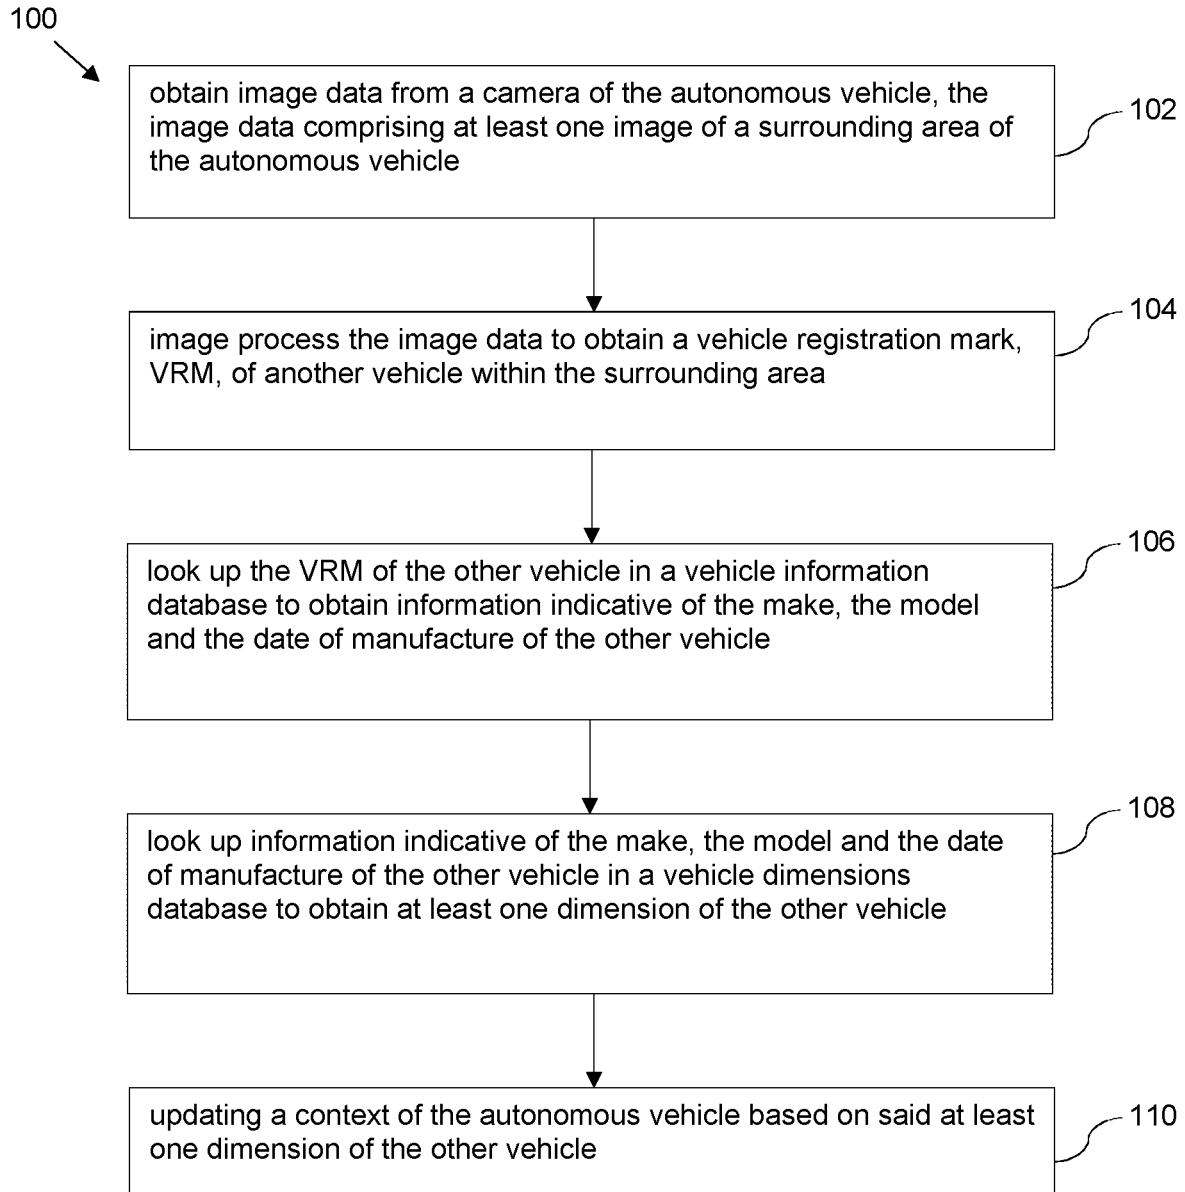 100
obtain image data from a camera of the autonomous vehicle, the
image data comprising at least one image of a surrounding area of
the autonomous vehicle
102
image process the image data to obtain a vehicle registration mark,
VRM, of another vehicle within the surrounding area
104
look up the VRM of the other vehicle in a vehicle information
database to obtain information indicative of the make, the model
and the date of manufacture of the other vehicle
106
look up information indicative of the make, the model and the date
of manufacture of the other vehicle in a vehicle dimensions
database to obtain at least one dimension of the other vehicle
108
updating a context of the autonomous vehicle based on said at least
one dimension of the other vehicle
110